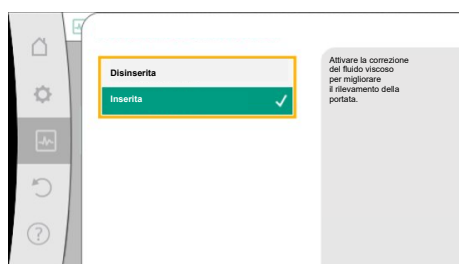 Disinserita
Inserita
Attivare la correzione
del fluido viscoso
per migliorare
il rilevamento della
portata.